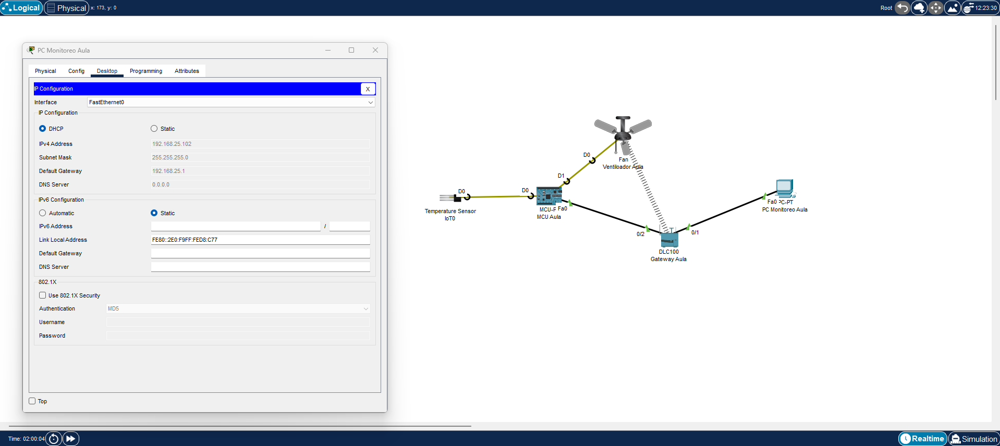 Logical
Physical
x: 173, y: 0
Root
12:23:30
PC Monitoreo Aula
Physical
Config
Desktop
Programming
Attributes
IP Configuration
X
Interface
FastEthernet0
IP Configuration
DHCP
Static
IPv4 Address
192.168.25.102
Subnet Mask
255.255.255.0
Default Gateway
192.168.25.1
DNS Server
0.0.0.0
IPv6 Configuration
Automatic
Static
IPv6 Address
/
Link Local Address
FE80::2E0:F9FF:FED8:C77
Default Gateway
DNS Server
802.1X
Use 802.1X Security
Authentication
MD5
Username
Password
Top
D0
Fan
Ventiloador Aula
D1
D0
D0
Temperature Sensor
IoT0
MCU-P
Fa0
MCU Aula
Fa0
PC-PT
PC Monitoreo Aula
0/2
0/1
DLC100
Gateway Aula
Time: 02:00:04
Realtime
Simulation